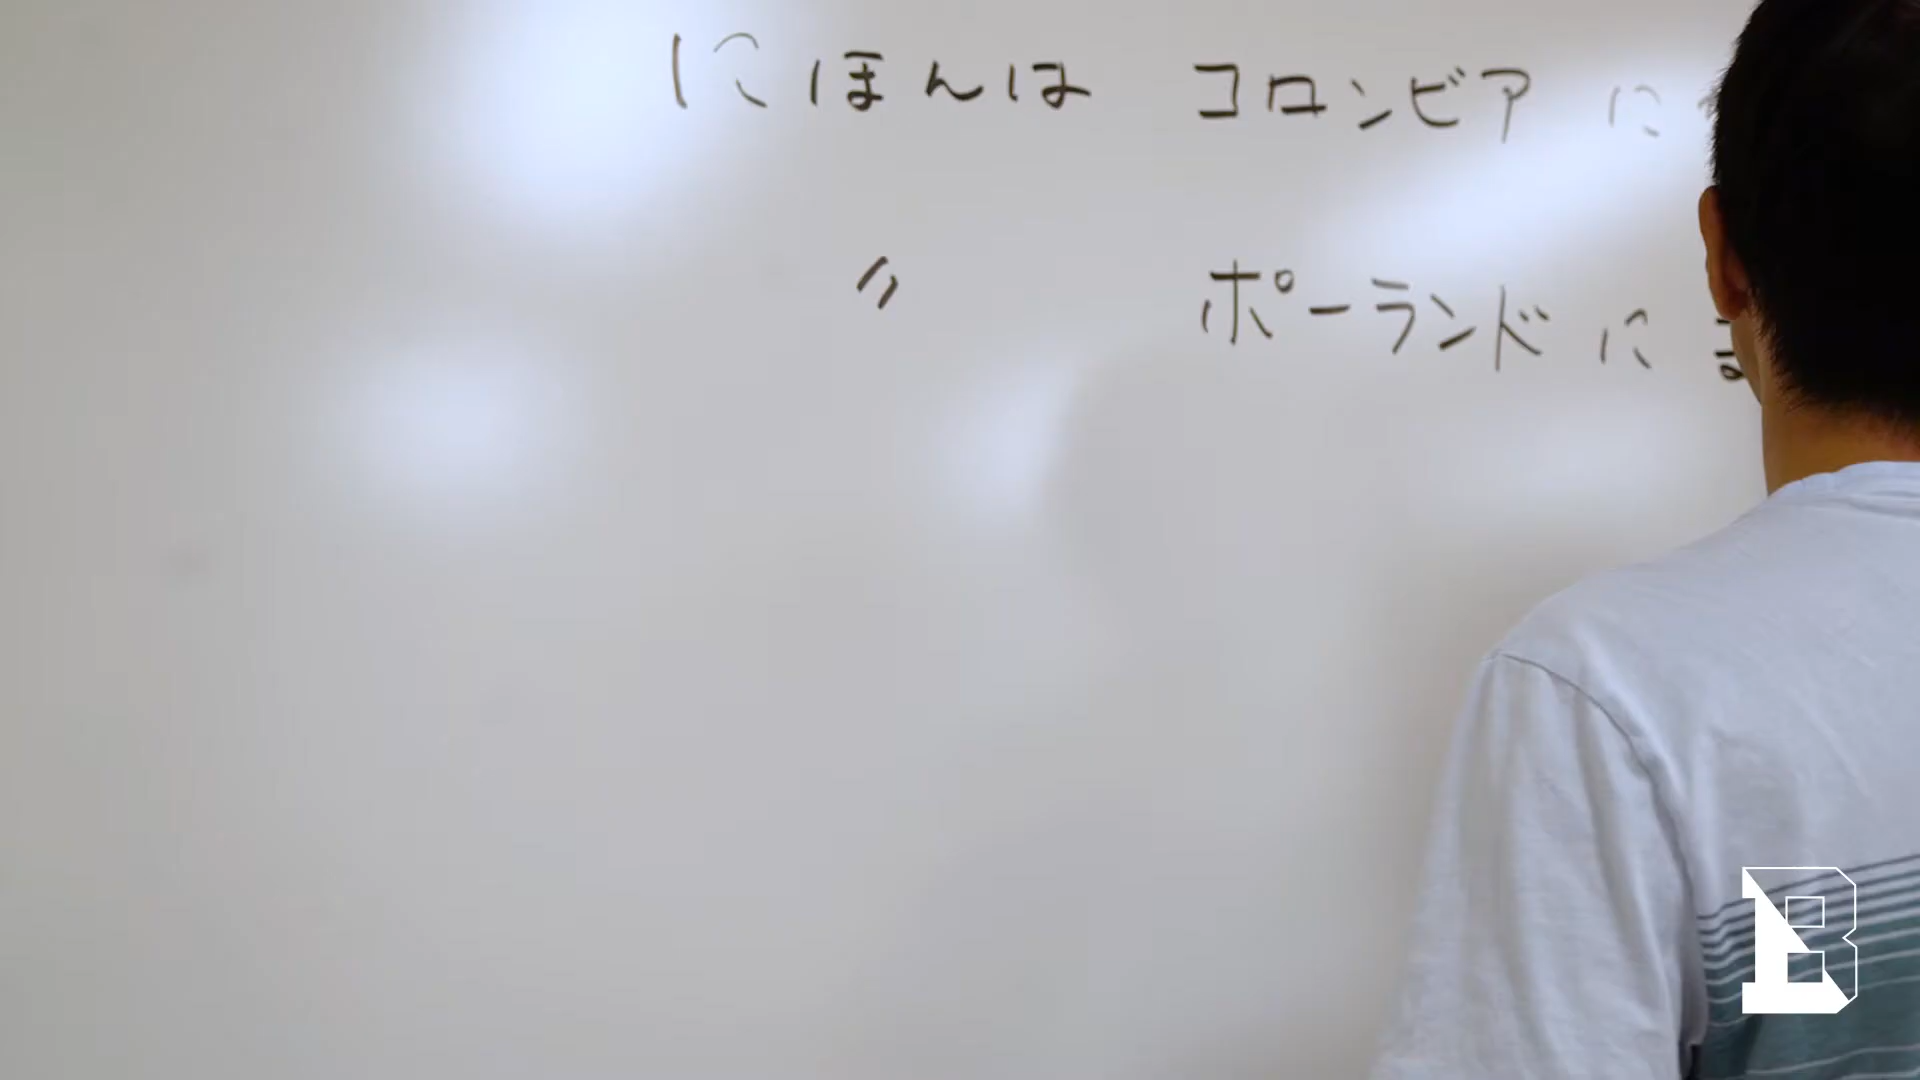 にほんは コロンビア に
〃 ポーランド に